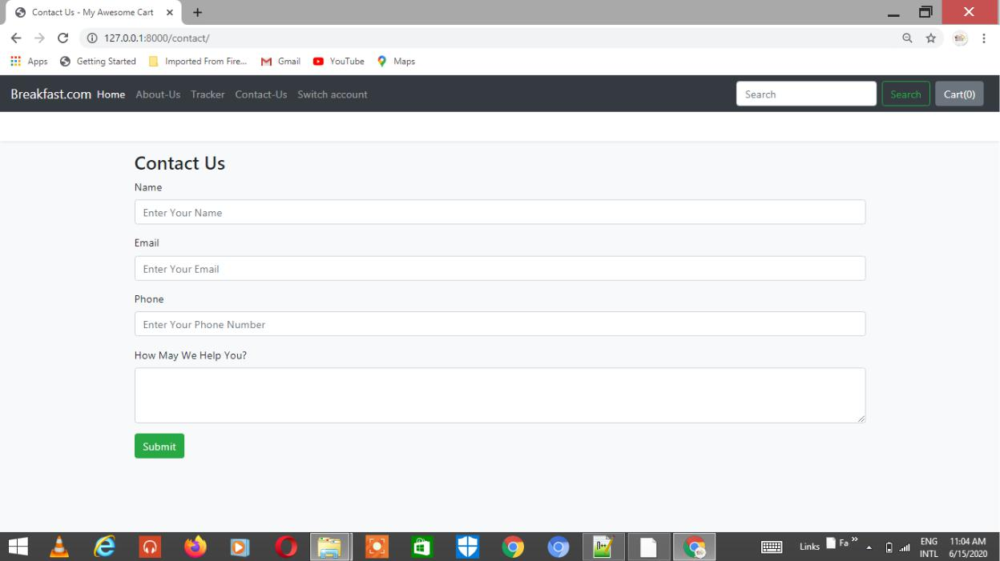 Contact Us - My Awesome Cart
127.0.0.1:8000/contact/
Apps Getting Started Imported From Fire... Gmail YouTube Maps
Breakfast.com Home About-Us Tracker Contact-Us Switch account Search Search Cart(0)
Contact Us
Name
Enter Your Name
Email
Enter Your Email
Phone
Enter Your Phone Number
How May We Help You?
Submit
Links Fa » ENG 11:04 AM
INTL 6/15/2020